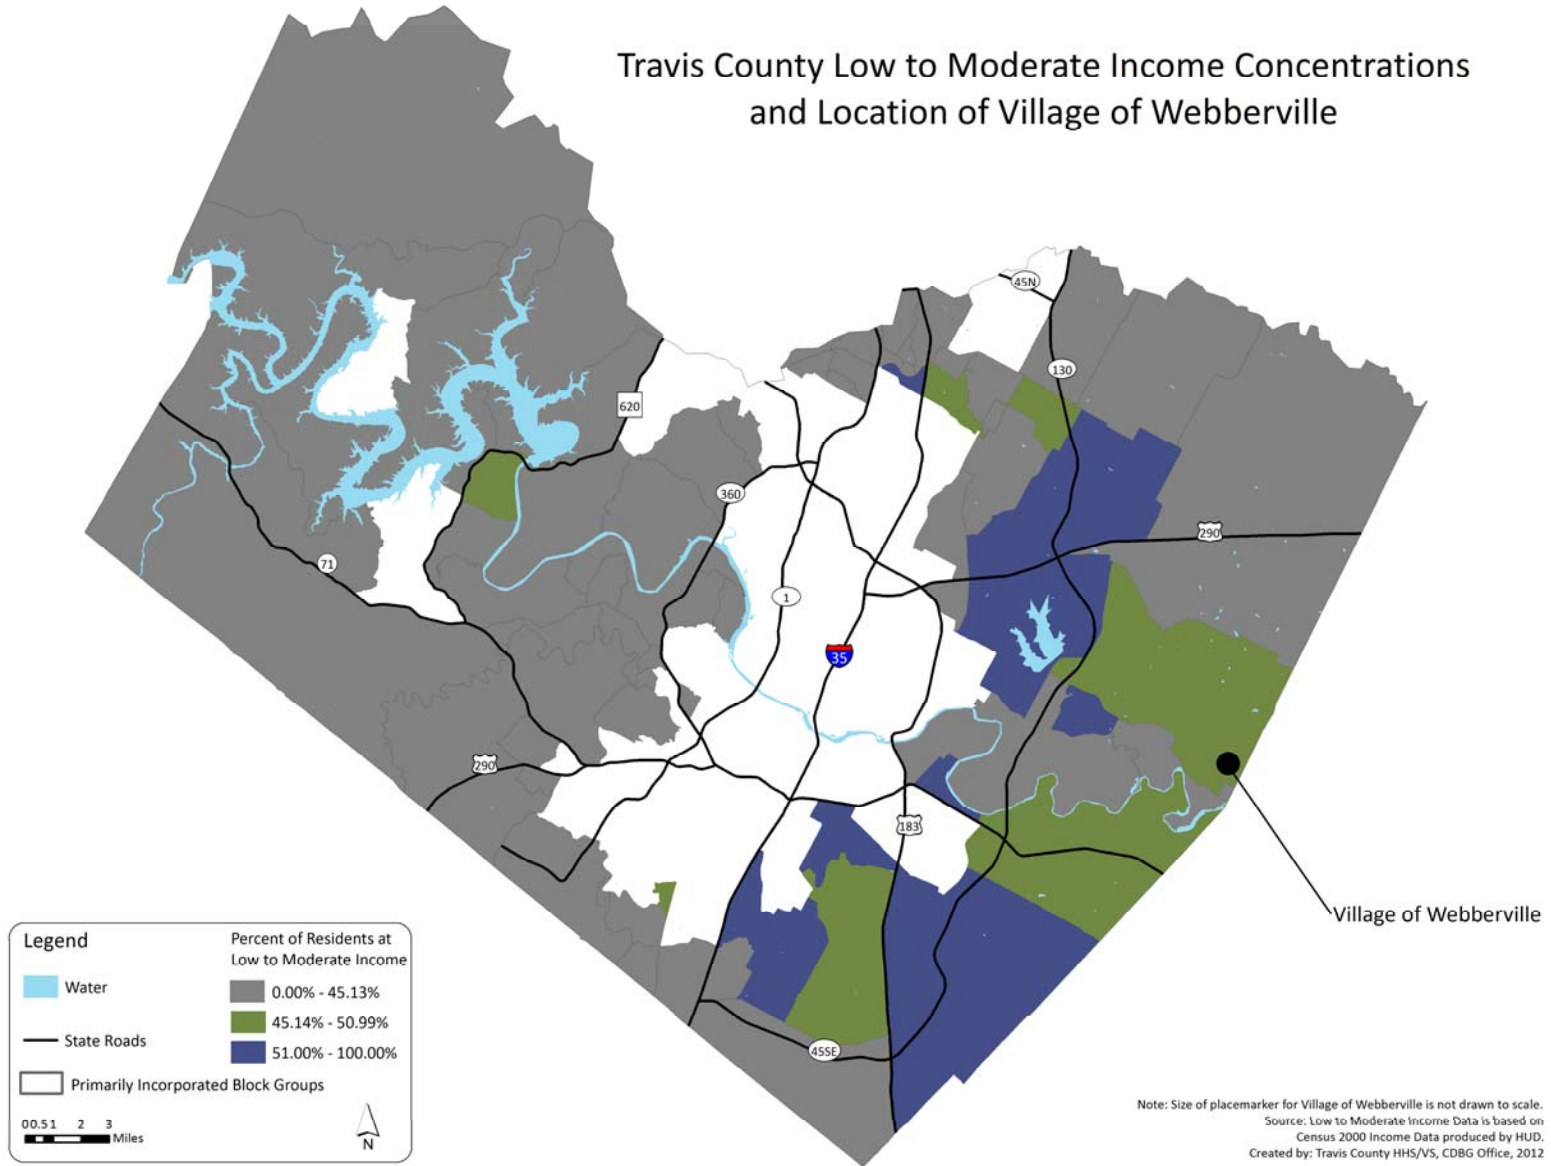 Travis County Low to Moderate Income Concentrations
and Location of Village of Webberville
45N
130
620
360
290
71
1
35
290
183
Village of Webberville
45SE
Legend
Water
State Roads
Primarily Incorporated Block Groups
00.51 2 3
Miles
N
Percent of Residents at
Low to Moderate Income
0.00% - 45.13%
45.14% - 50.99%
51.00% - 100.00%
Note: Size of placemarker for Village of Webberville is not drawn to scale.
Source: Low to Moderate Income Data is based on
Census 2000 Income Data produced by HUD.
Created by: Travis County HHS/VS, CDBG Office, 2012